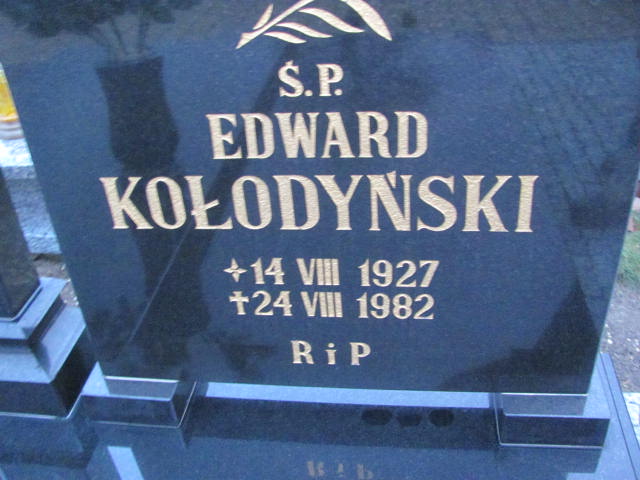 Ś.P.
EDWARD
KOŁODYŃSKI
14 VIII 1927
24 VIII 1982
R i P